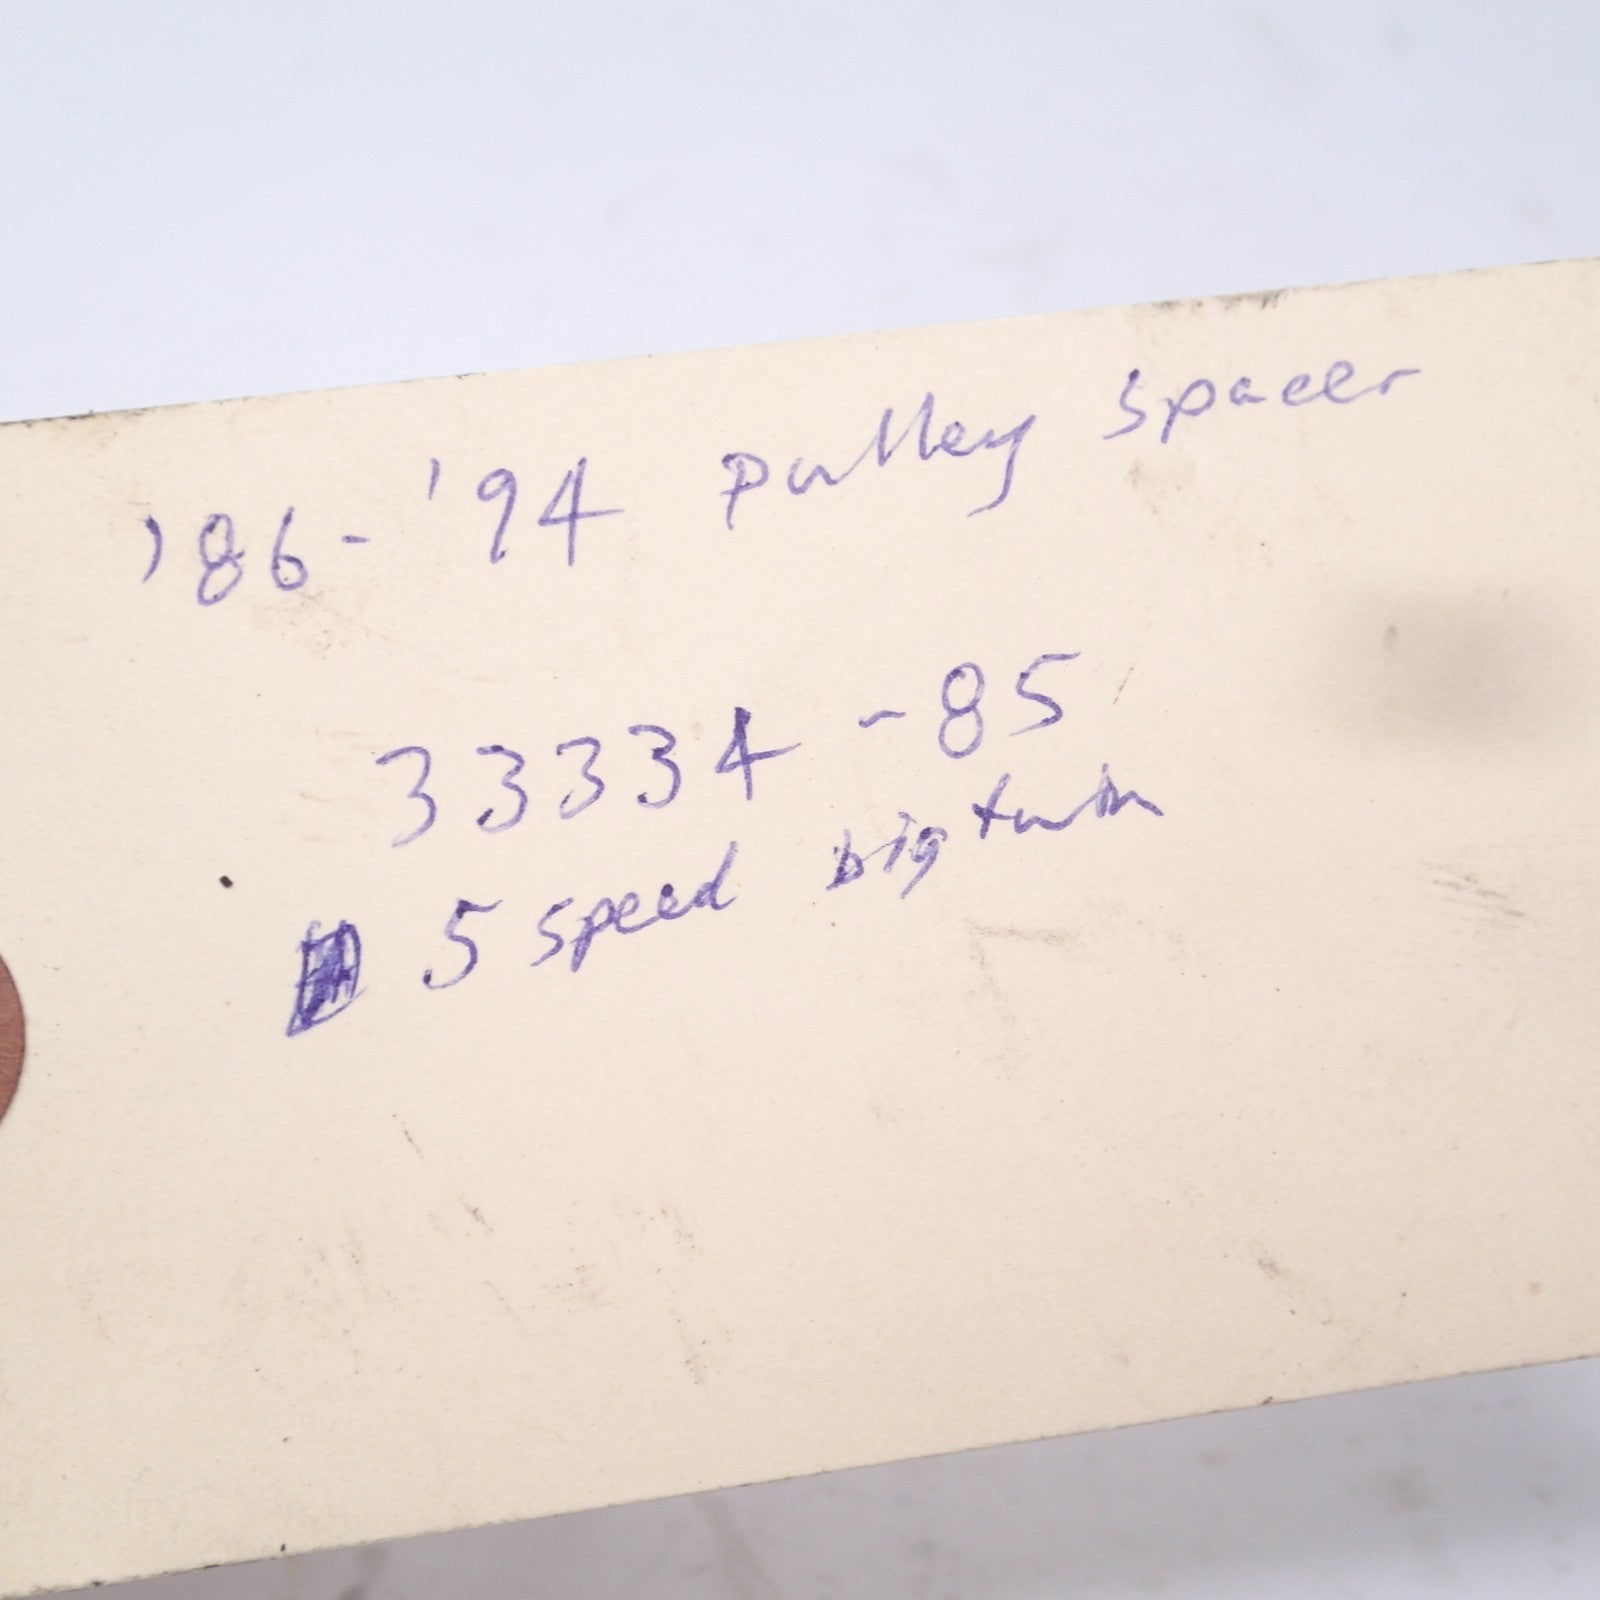 '86-'94 pulley spacer
33334-85
5 speed big twin